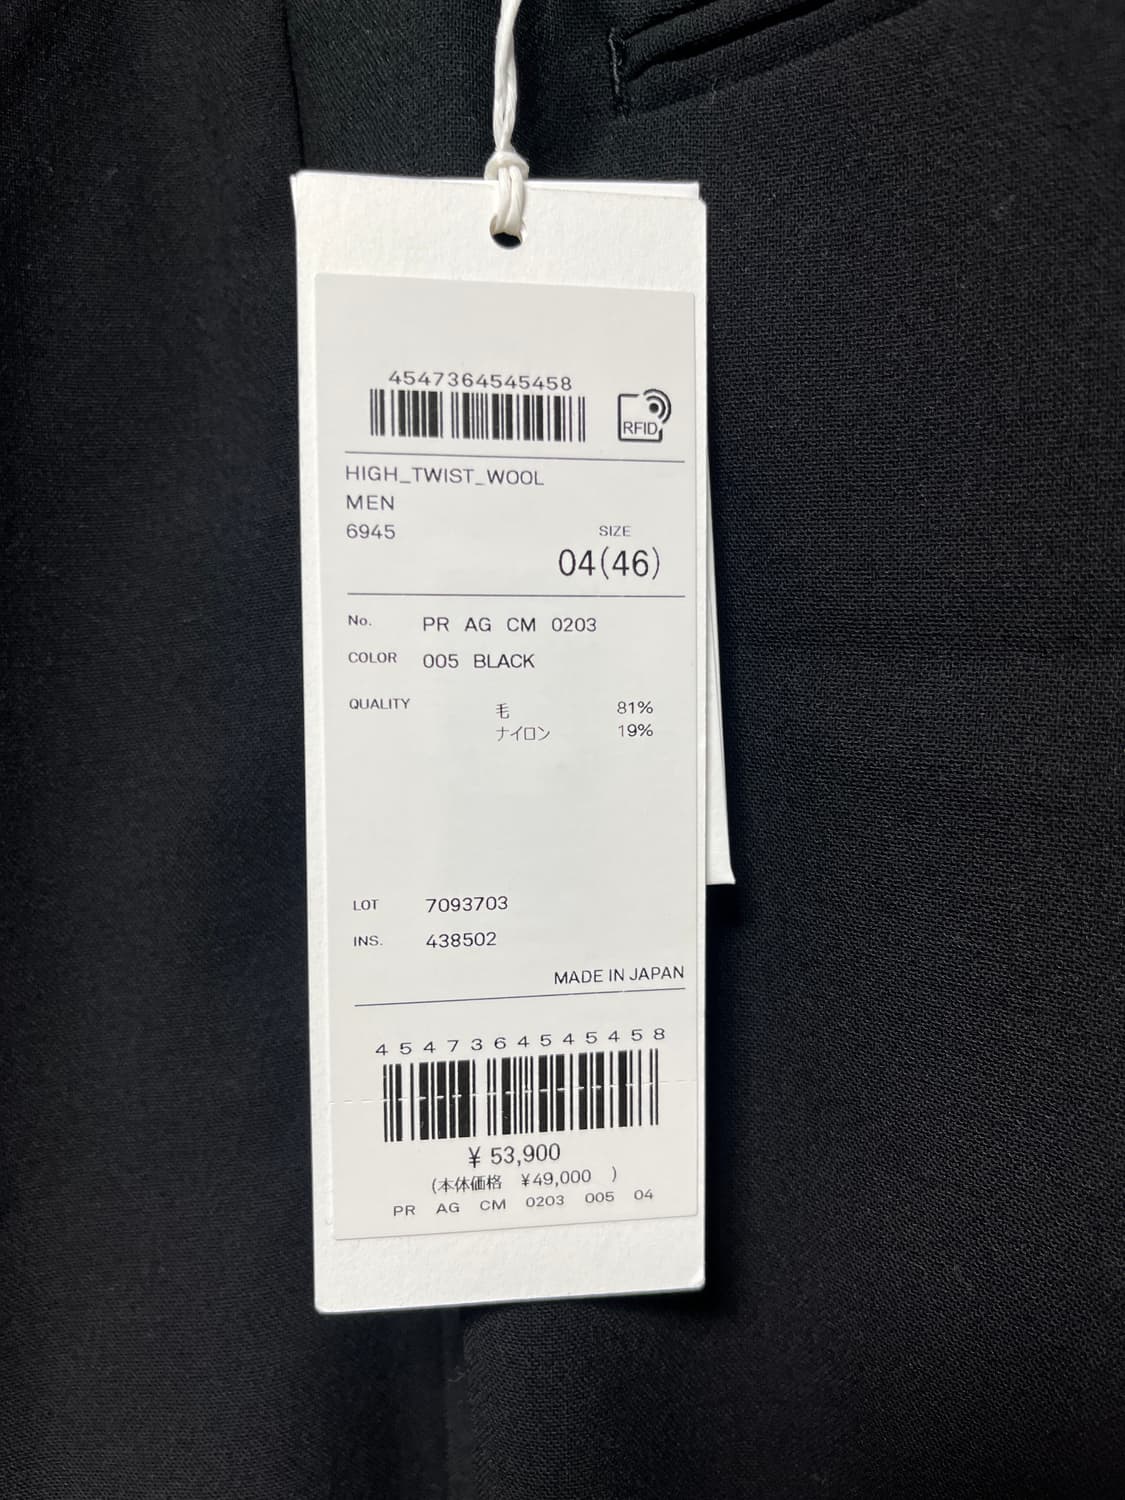 4547364545458
RFID
HIGH_TWIST_WOOL
MEN
6945
SIZE
04(46)
No. PR AG CM 0203
COLOR 005 BLACK
QUALITY 毛 81%
ナイロン 19%
LOT 7093703
INS. 438502
MADE IN JAPAN
4547364545458
¥ 53,900
(本体価格 ¥49,000 )
PR AG CM 0203 005 04